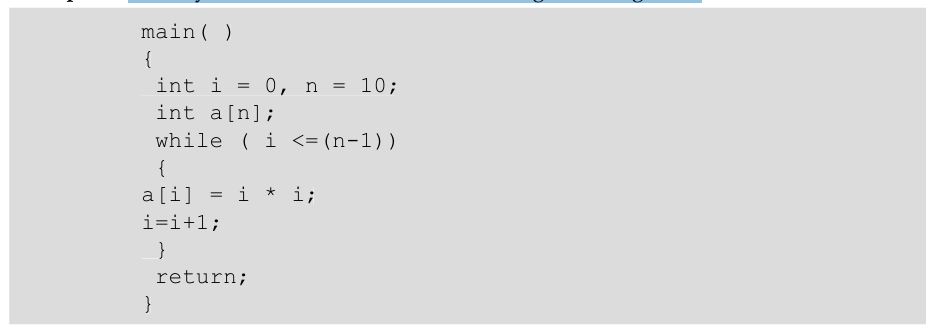 main( )
{
int i = 0, n = 10;
int a[n];
while ( i <=(n-1))
{
a[i] = i * i;
i=i+1;
}
return;
}